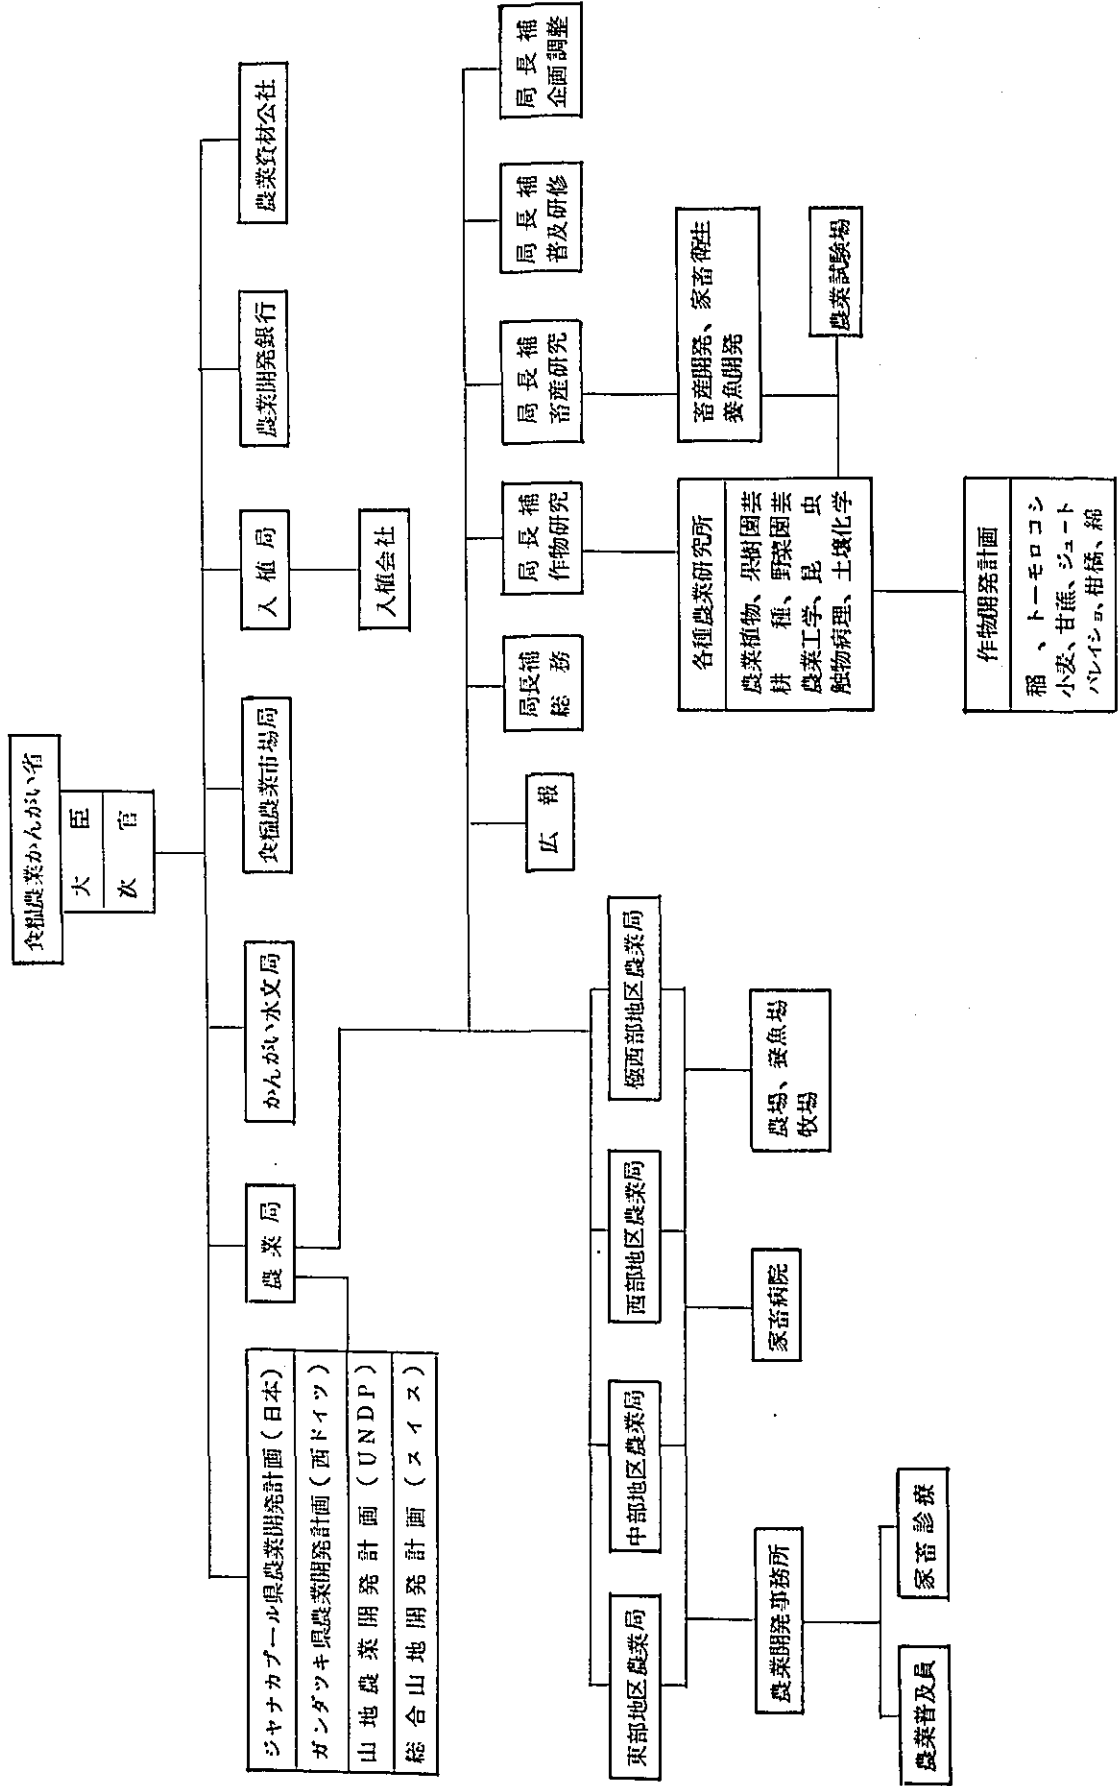 食糧農業かんがい省
大臣
次官
ジャナカプール県農業開発計画(日本)
ガンダツキ県農業開発計画(西ドイツ)
山地農業開発計画(UNDP)
総合山地開発計画(スイス)
農業局
かんがい水文局
食糧農業市場局
入植局
農業開発銀行
農業資材公社
入植会社
広報
局長補
総務
局長補
作物研究
局長補
畜産研究
局長補
普及研修
局長補
企画調整
東部地区農業局
中部地区農業局
西部地区農業局
極西部地区農業局
各種農業研究所
農業植物、果樹園芸
耕種、野菜園芸
農業工学、昆虫
触物病理、土壌化学
畜産開発、家畜衛生
養魚開発
農業試験場
農業開発事務所
家畜病院
農場、養魚場
牧場
農業普及員
家畜診療
作物開発計画
稲、トーモロコシ
小麦、甘蔗、ジュート
バレイショ、柑橘、綿